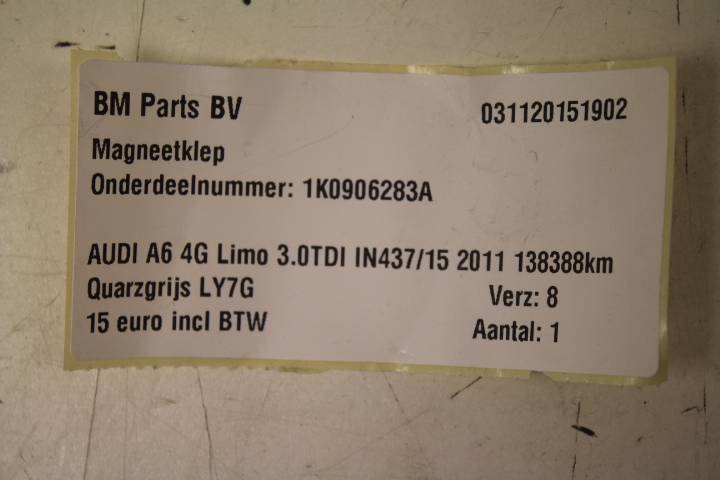 BM Parts BV 031120151902
Magneetklep
Onderdeelnummer: 1K0906283A
AUDI A6 4G Limo 3.0TDI IN437/15 2011 138388km
Quarzgrijs LY7G Verz: 8
15 euro incl BTW Aantal: 1